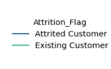 Attrition_Flag
Attrited Customer
Existing Customer